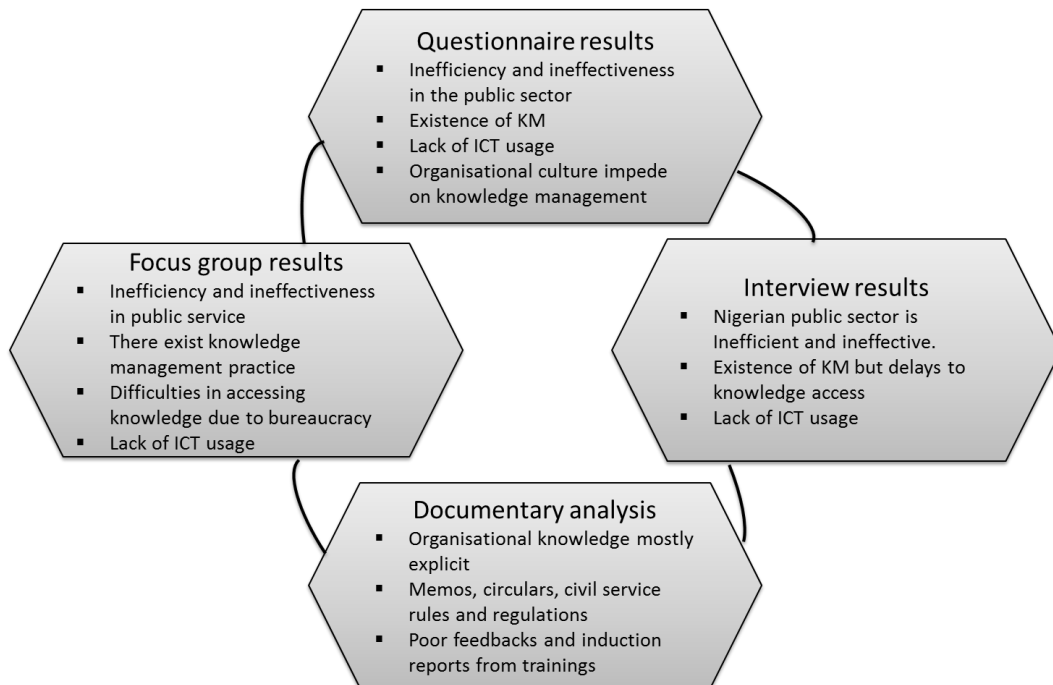 Questionnaire results
▪ Inefficiency and ineffectiveness
in the public sector
▪ Existence of KM
▪ Lack of ICT usage
▪ Organisational culture impede
on knowledge management
Focus group results
▪ Inefficiency and ineffectiveness
in public service
▪ There exist knowledge
management practice
▪ Difficulties in accessing
knowledge due to bureaucracy
▪ Lack of ICT usage
Interview results
▪ Nigerian public sector is
Inefficient and ineffective.
▪ Existence of KM but delays to
knowledge access
▪ Lack of ICT usage
Documentary analysis
▪ Organisational knowledge mostly
explicit
▪ Memos, circulars, civil service
rules and regulations
▪ Poor feedbacks and induction
reports from trainings